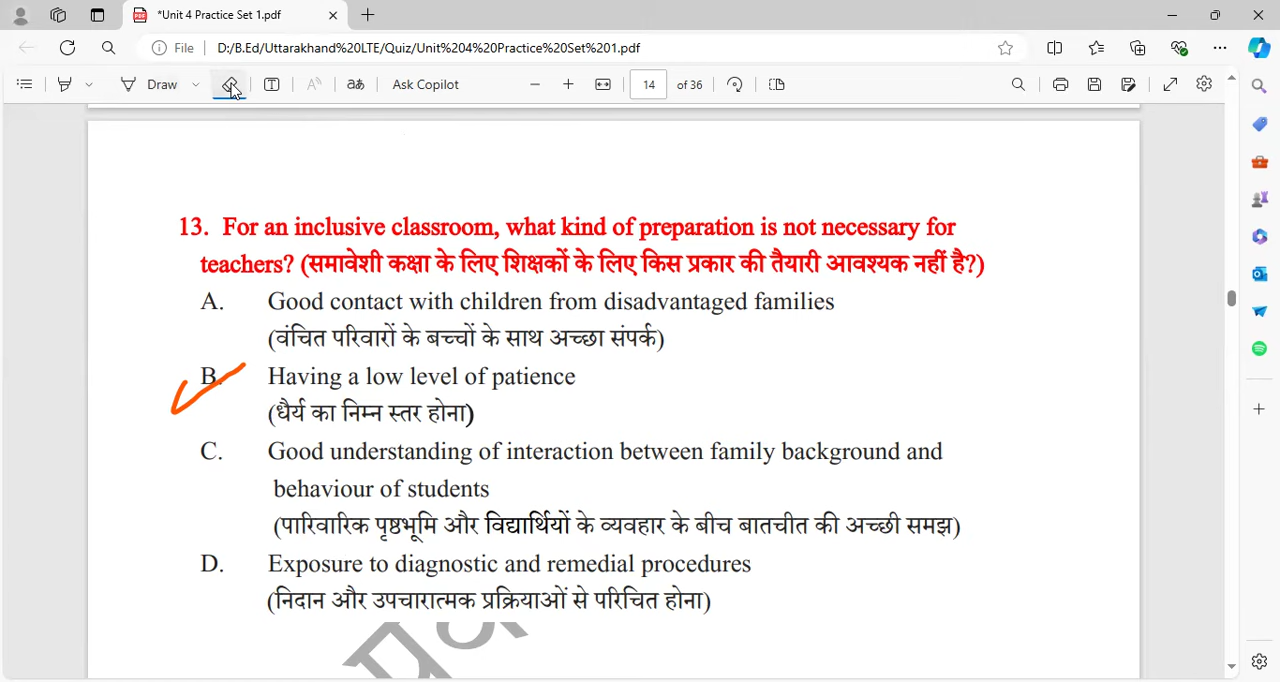 *Unit 4 Practice Set 1.pdf
File D:/B.Ed/Uttarakhand%20LTE/Quiz/Unit%204%20Practice%20Set%201.pdf
Draw aあ Ask Copilot 14 of 36
13. For an inclusive classroom, what kind of preparation is not necessary for
teachers? (समावेशी कक्षा के लिए शिक्षकों के लिए किस प्रकार की तैयारी आवश्यक नहीं है?)
A. Good contact with children from disadvantaged families
(वंचित परिवारों के बच्चों के साथ अच्छा संपर्क)
B. Having a low level of patience
(धैर्य का निम्न स्तर होना)
C. Good understanding of interaction between family background and
behaviour of students
(पारिवारिक पृष्ठभूमि और विद्यार्थियों के व्यवहार के बीच बातचीत की अच्छी समझ)
D. Exposure to diagnostic and remedial procedures
(निदान और उपचारात्मक प्रक्रियाओं से परिचित होना)